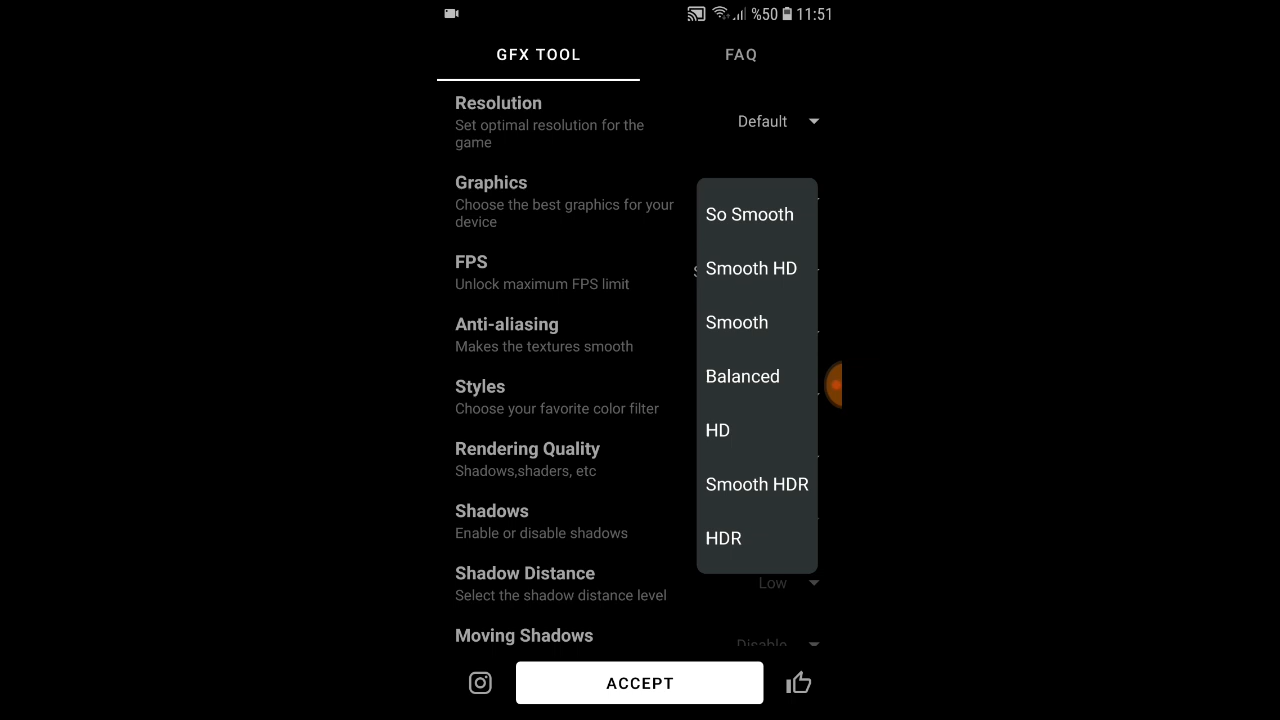 %50 11:51
GFX TOOL
FAQ
Resolution
Set optimal resolution for the
game
Default
Graphics
Choose the best graphics for your
device
FPS
Unlock maximum FPS limit
Anti-aliasing
Makes the textures smooth
Styles
Choose your favorite color filter
Rendering Quality
Shadows,shaders, etc
Shadows
Enable or disable shadows
Shadow Distance
Select the shadow distance level
Low
Moving Shadows
Disable
So Smooth
Smooth HD
Smooth
Balanced
HD
Smooth HDR
HDR
ACCEPT